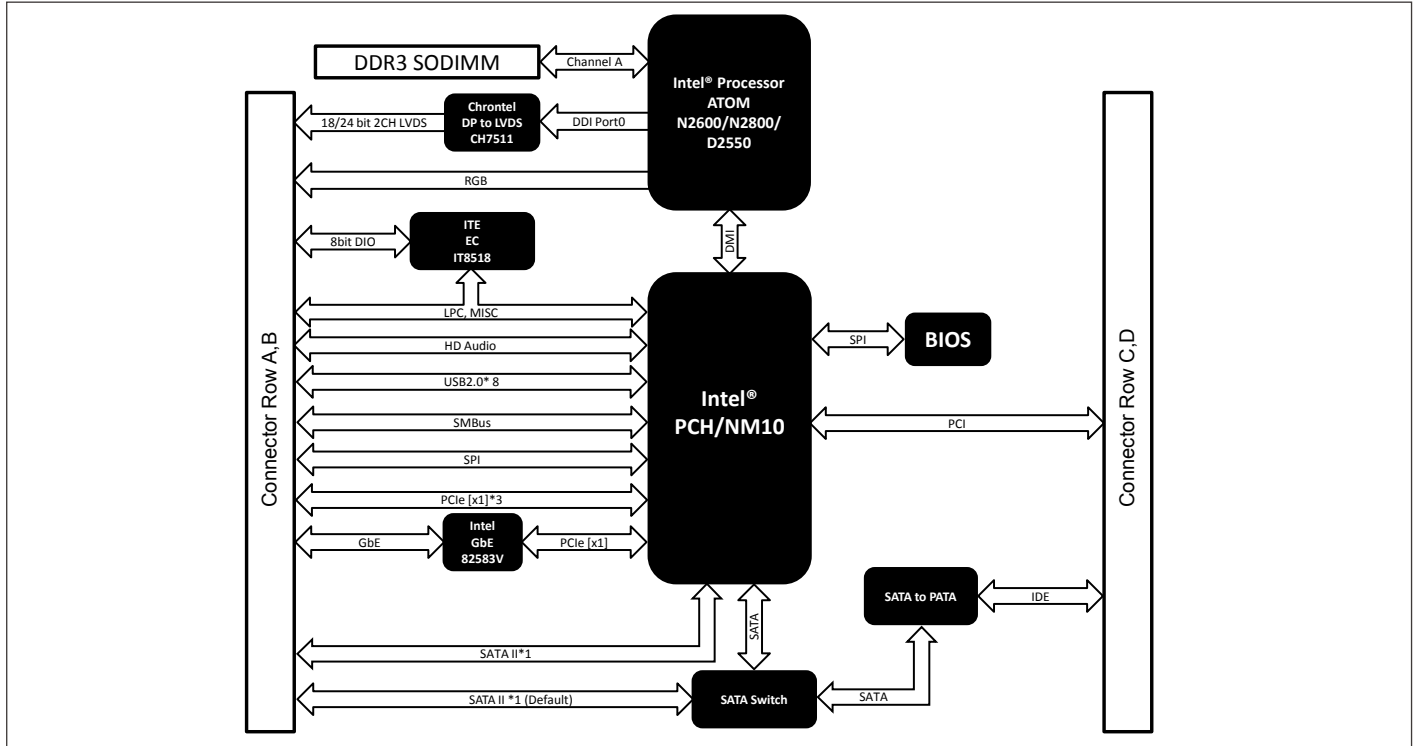 DDR3 SODIMM
Channel A
Intel® Processor
ATOM
N2600/N2800/
D2550
Chrontel
DP to LVDS
CH7511
18/24 bit 2CH LVDS
DDI Port0
RGB
ITE
EC
IT8518
8bit DIO
DMI
LPC, MISC
HD Audio
USB2.0* 8
SMBus
SPI
PCIe [x1]*3
Intel
GbE
82583V
GbE
PCIe [x1]
Intel®
PCH/NM10
SPI
BIOS
PCI
Connector Row A,B
Connector Row C,D
SATA to PATA
IDE
SATA
SATA II*1
SATA II *1 (Default)
SATA Switch
SATA